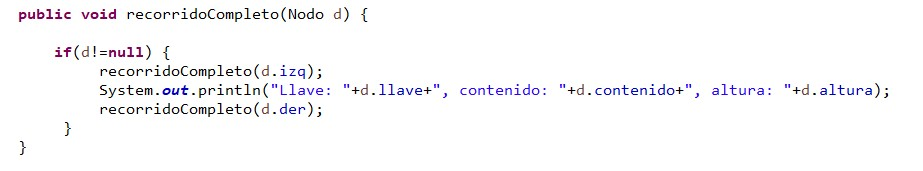 public void recorridoCompleto(Nodo d) {
if(d!=null) {
recorridoCompleto(d.izq);
System.out.println("Llave: "+d.llave+", contenido: "+d.contenido+", altura: "+d.altura);
recorridoCompleto(d.der);
}
}